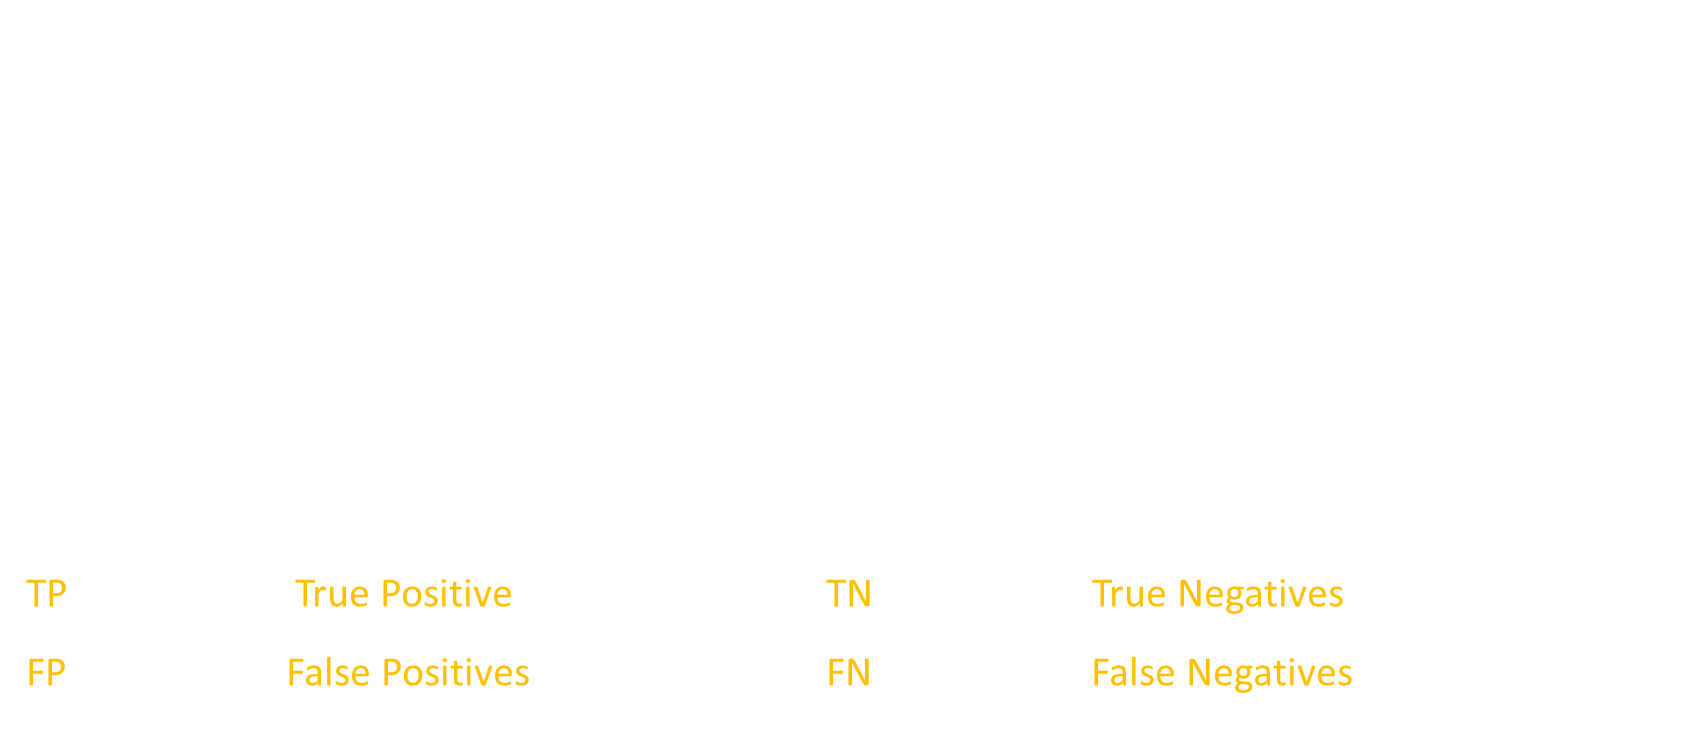 TP True Positive TN True Negatives
FP False Positives FN False Negatives